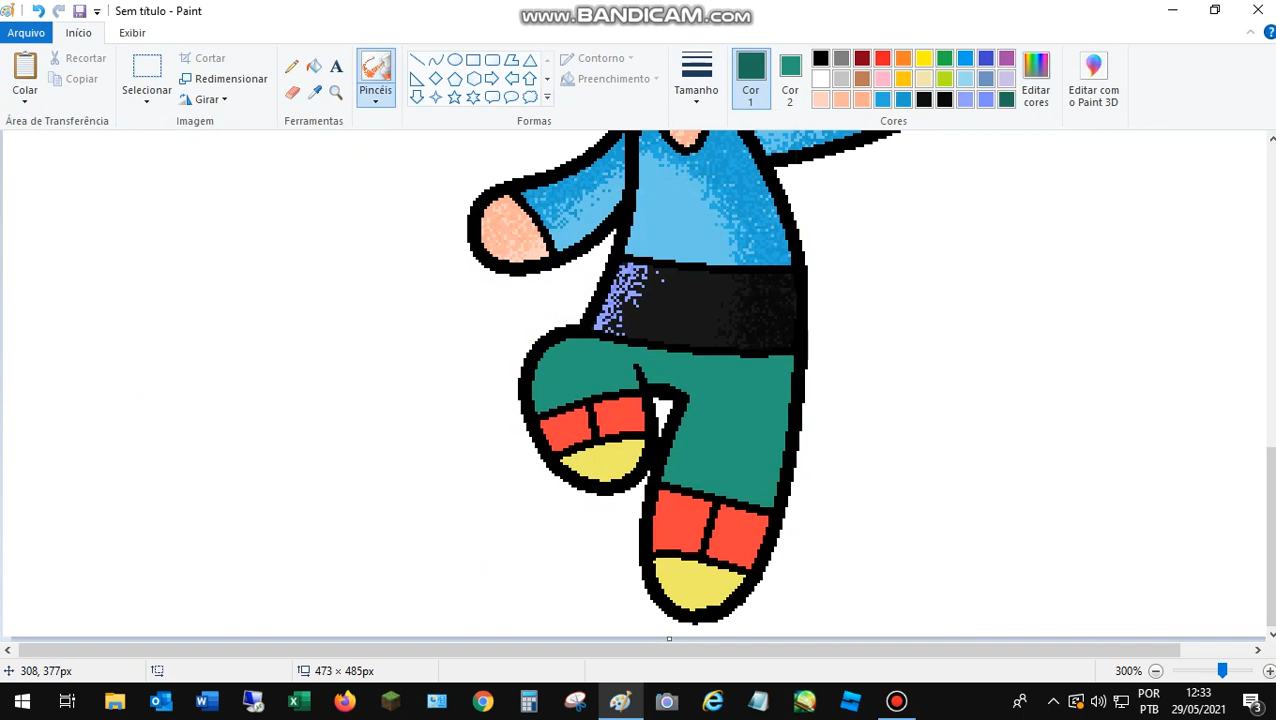 Sem título - Paint
www.BANDICAM.com
Arquivo
Início
Exibir
Colar
Recortar
Copiar
Área de Transferência
Selecionar
Cortar
Redimensionar
Girar
Imagem
Ferramentas
Pincéis
Formas
Contorno
Preenchimento
Tamanho
Cor 1
Cor 2
Cores
Editar cores
Editar com o Paint 3D
308, 377px
473 × 485px
300%
POR
PTB
12:33
29/05/2021
3